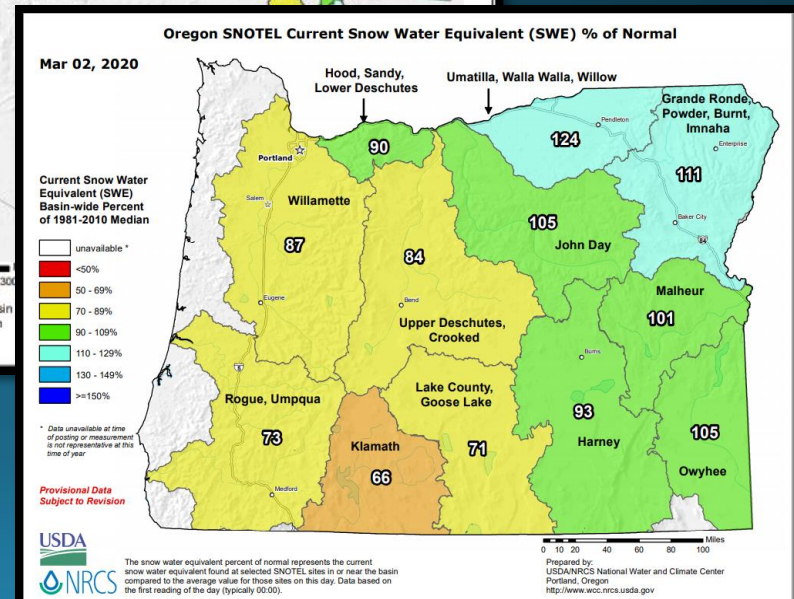 Oregon SNOTEL Current Snow Water Equivalent (SWE) % of Normal
Mar 02, 2020
Hood, Sandy,
Lower Deschutes
Umatilla, Walla Walla, Willow
Grande Ronde,
Powder, Burnt,
Imnaha
Pendleton
Enterprise
124
111
90
Portland
Current Snow Water
Equivalent (SWE)
Basin-wide Percent
of 1981-2010 Median
unavailable *
<50%
50 - 69%
70 - 89%
90 - 109%
110 - 129%
130 - 149%
>=150%
Salem
Willamette
87
84
105
John Day
Baker City
84
Malheur
101
Eugene
Bend
Upper Deschutes,
Crooked
Burns
5
Rogue, Umpqua
73
Lake County,
Goose Lake
71
93
Harney
105
Owyhee
Klamath
66
Medford
* Data unavailable at time
of posting or measurement
is not representative at this
time of year
Provisional Data
Subject to Revision
USDA
NRCS
The snow water equivalent percent of normal represents the current
snow water equivalent found at selected SNOTEL sites in or near the basin
compared to the average value for those sites on this day. Data based on
the first reading of the day (typically 00:00).
Miles
0 10 20 40 60 80 100
Prepared by:
USDA/NRCS National Water and Climate Center
Portland, Oregon
http://www.wcc.nrcs.usda.gov